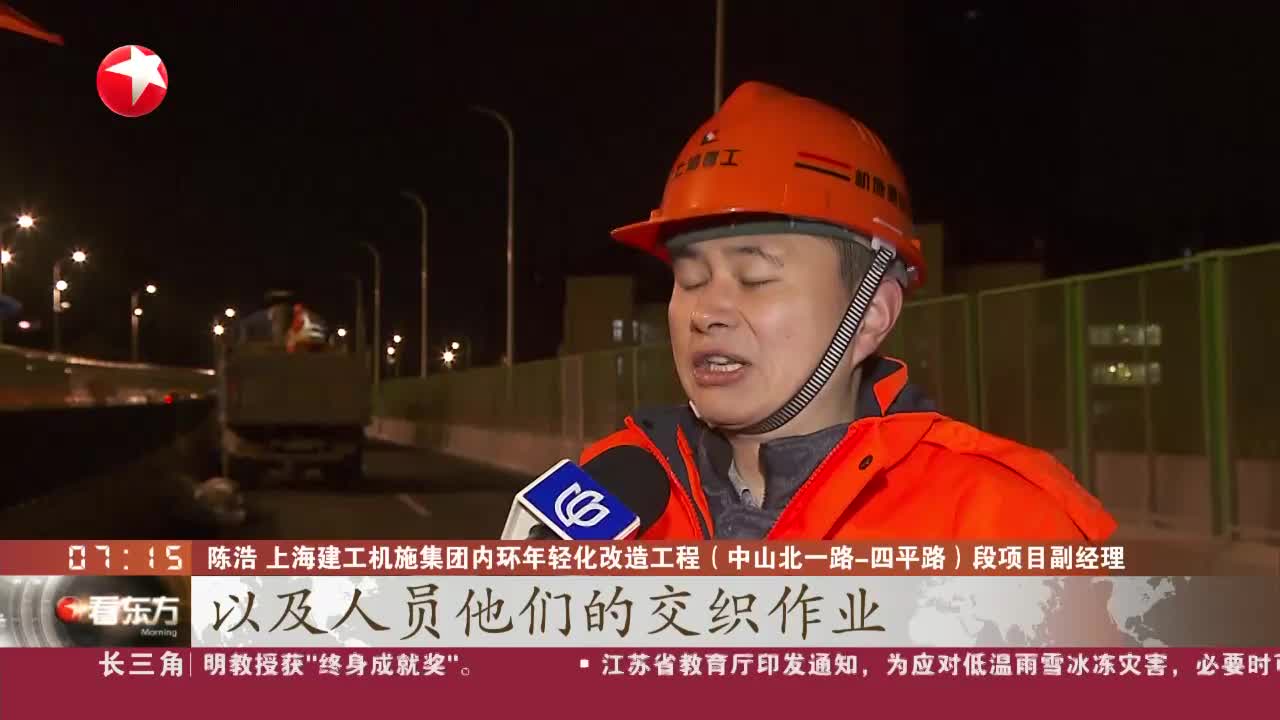 上海建工
07:15
陈浩 上海建工机施集团内环年轻化改造工程（中山北一路-四平路）段项目副经理
看东方
Morning
以及人员他们的交织作业
长三角
明教授获"终身成就奖"。
▪ 江苏省教育厅印发通知，为应对低温雨雪冰冻灾害，必要时